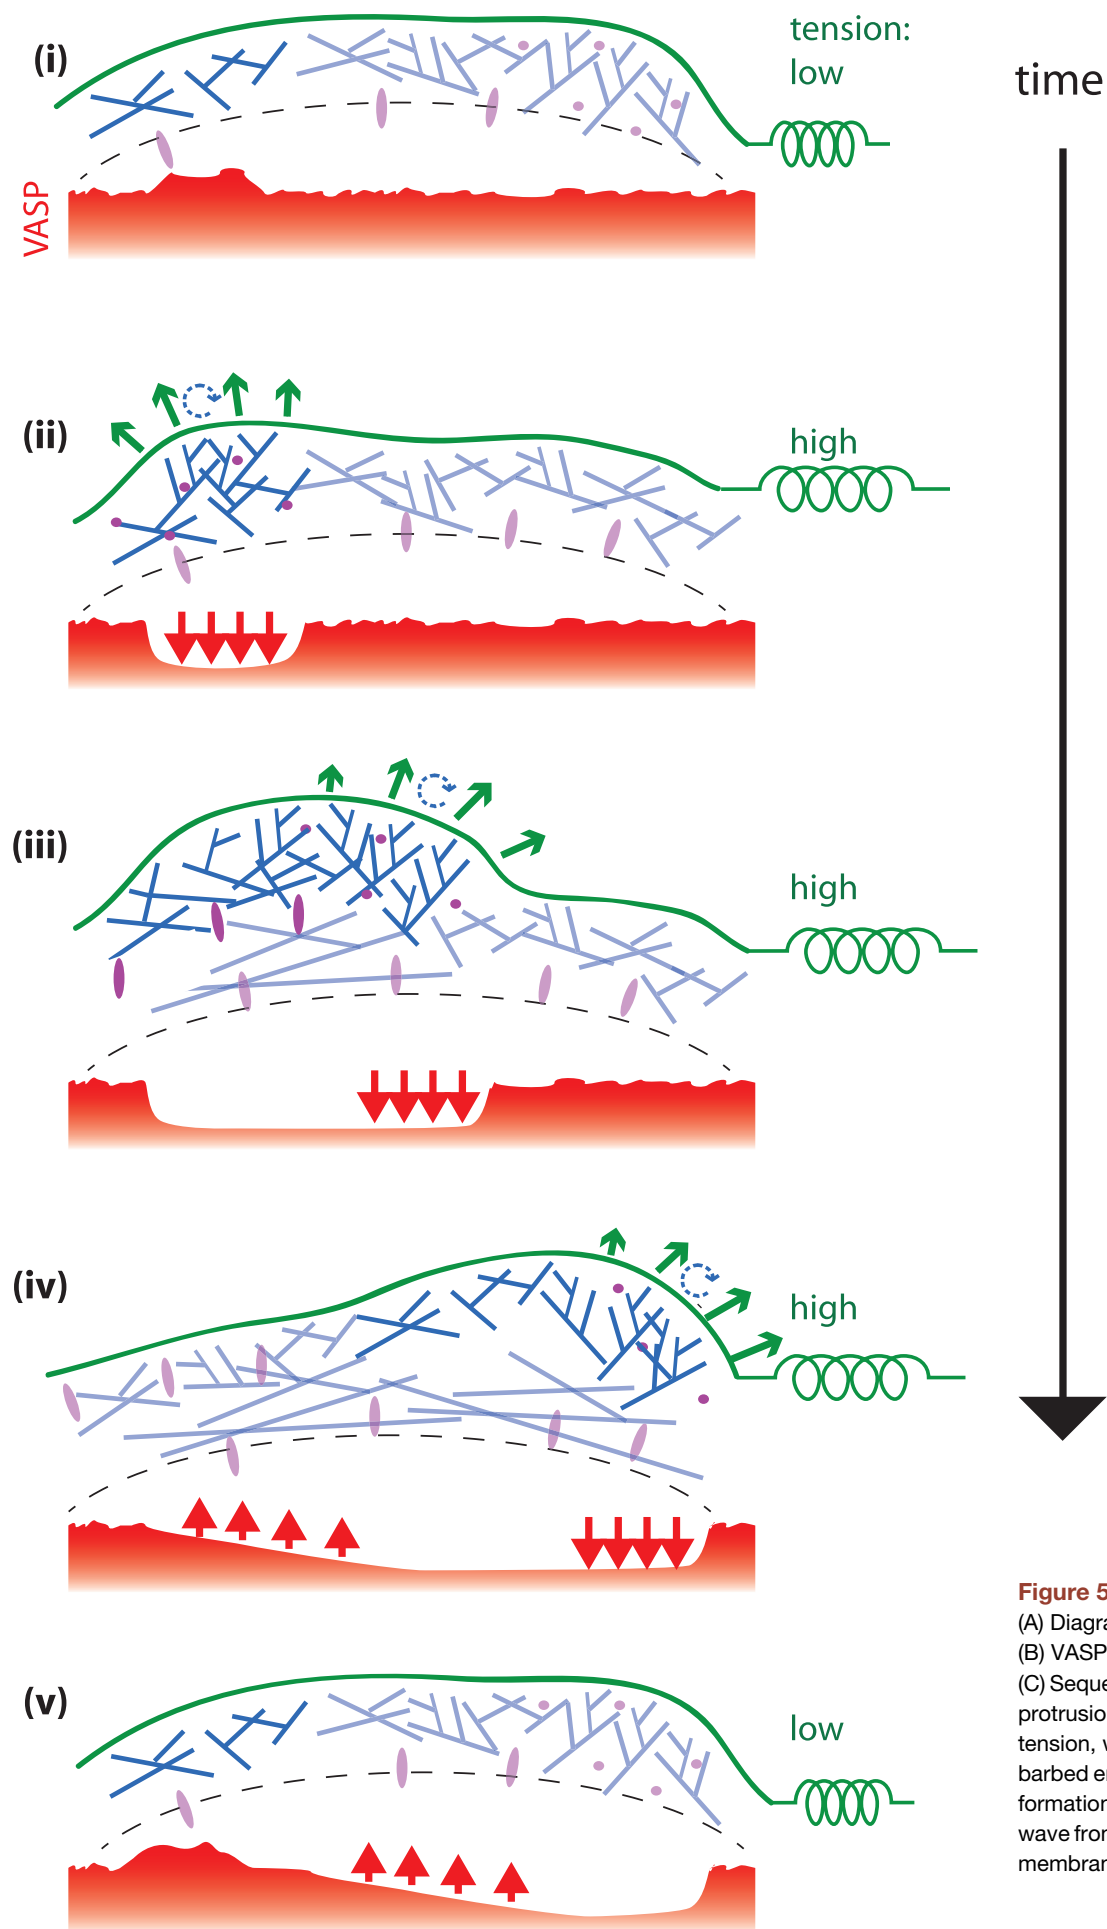 (i)
tension:
low
time
VASP
(ii)
high
(iii)
high
(iv)
high
(v)
low
Figure 5
(A) Diagra
(B) VASP
(C) Seque
protrusio
tension, v
barbed er
formation
wave fron
membran